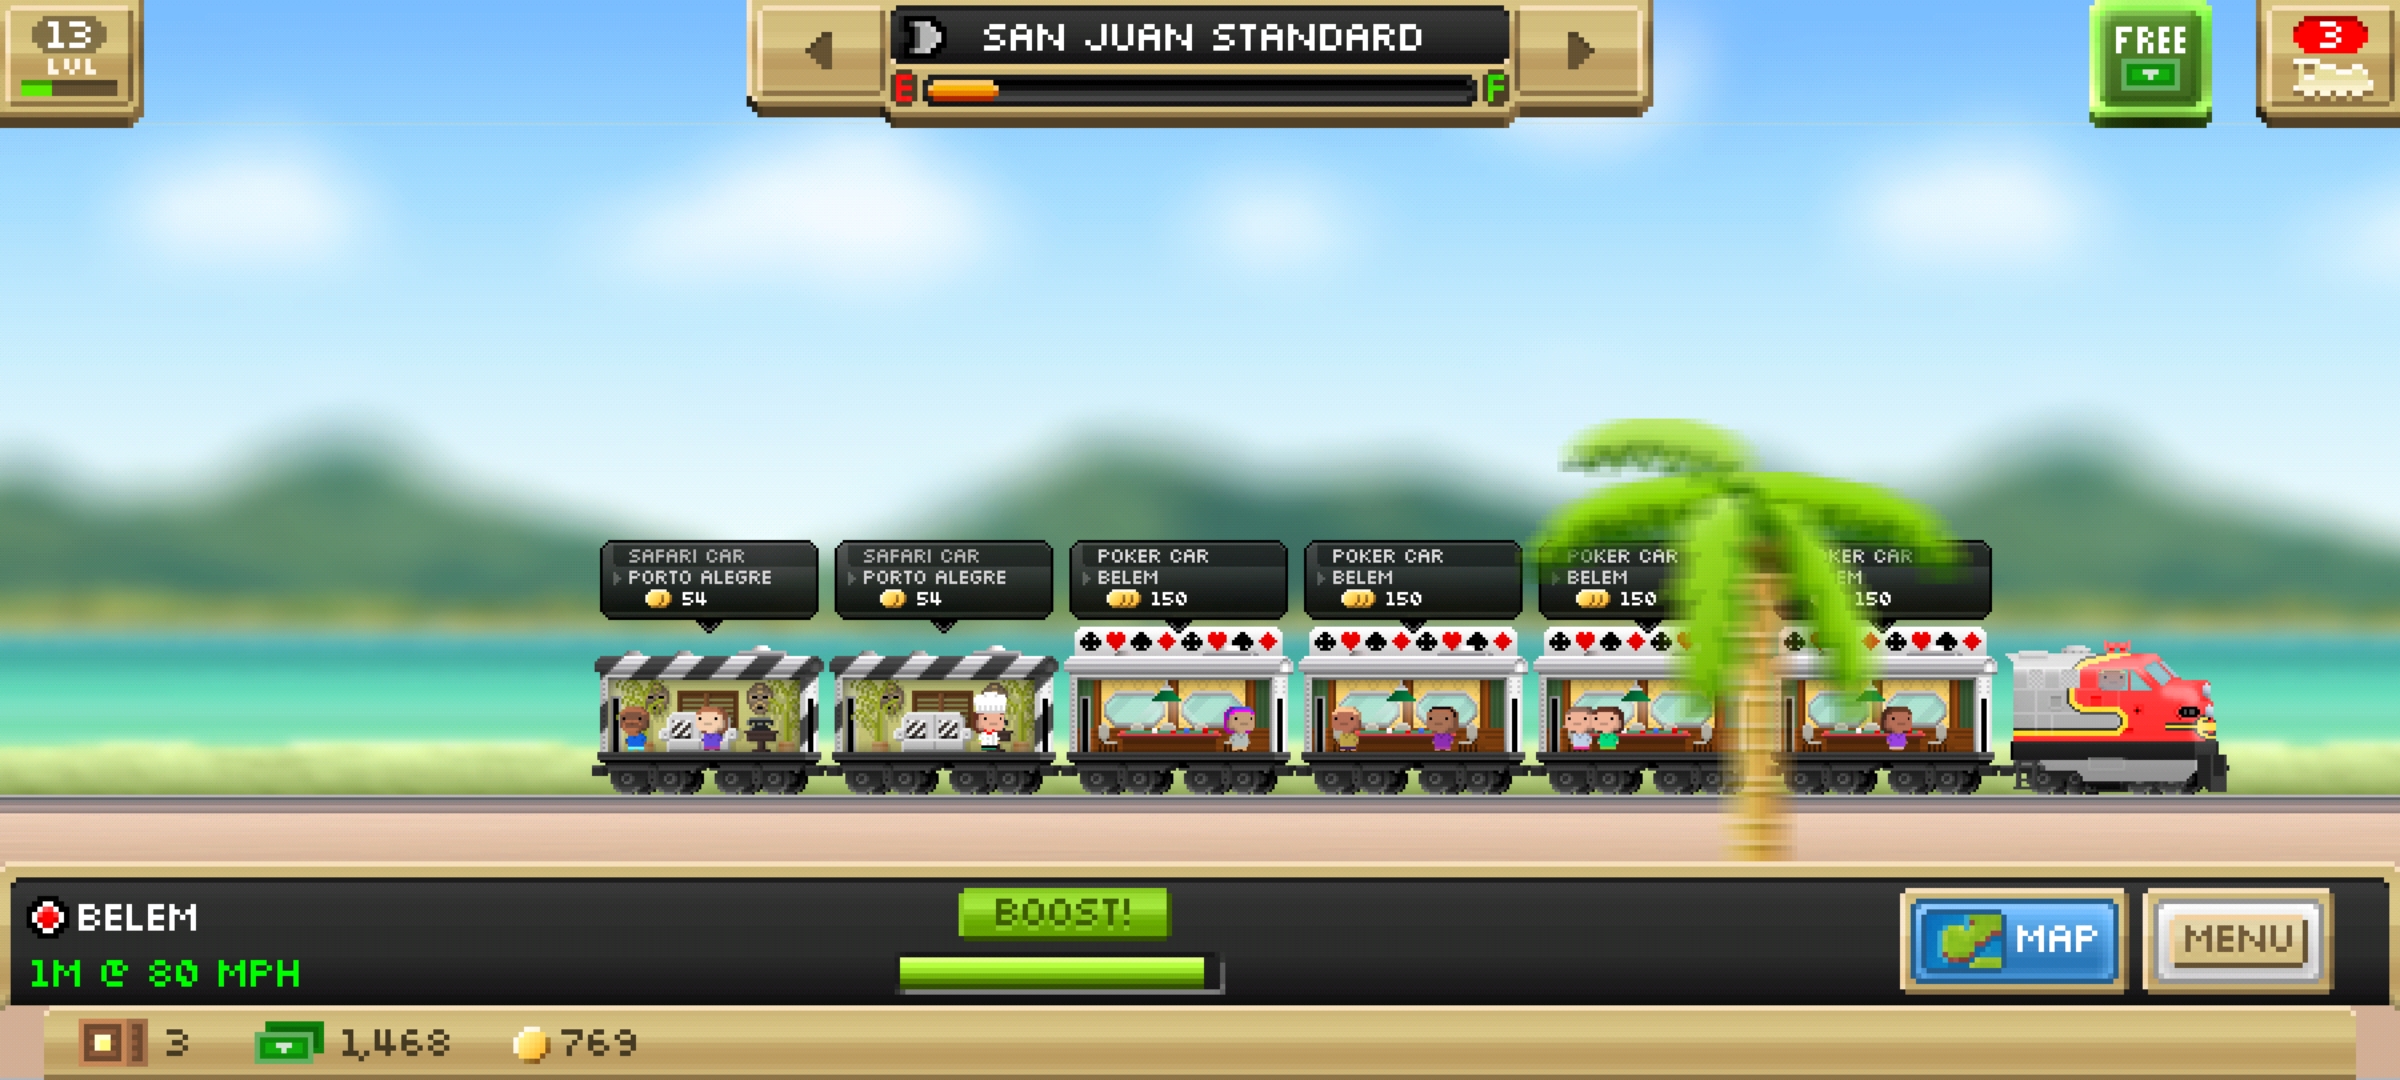 13
LVL
SAN JUAN STANDARD
E F
FREE
3
SAFARI CAR
PORTO ALEGRE
54
SAFARI CAR
PORTO ALEGRE
54
POKER CAR
BELEM
150
POKER CAR
BELEM
150
POKER CAR
BELEM
150
CAR
150
BELEM
1M @ 80 MPH
BOOST!
MAP
MENU
3 1,468 769